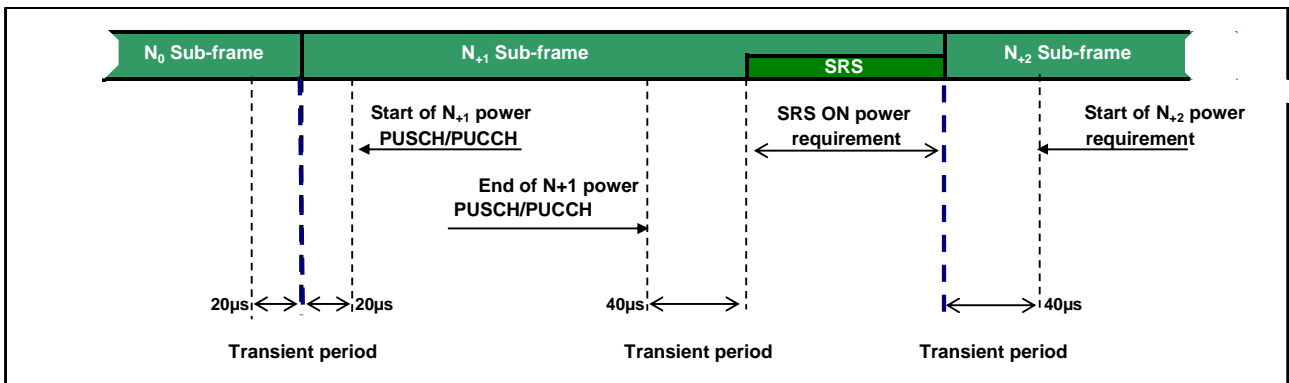 N₀ Sub-frame
N₊₁ Sub-frame
SRS
N₊₂ Sub-frame
Start of N₊₁ power
PUSCH/PUCCH
SRS ON power
requirement
Start of N₊₂ power
requirement
End of N+1 power
PUSCH/PUCCH
20µs
20µs
40µs
40µs
Transient period
Transient period
Transient period